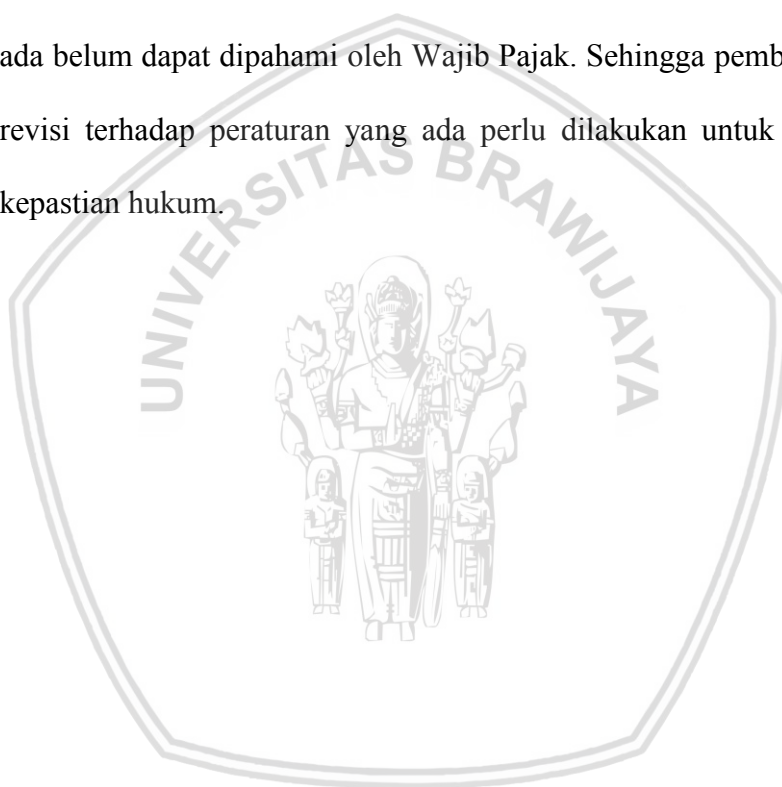 ada belum dapat dipahami oleh Wajib Pajak. Sehingga pemb
revisi terhadap peraturan yang ada perlu dilakukan untuk
kepastian hukum.
UNIVERSITAS BRAWIJAYA